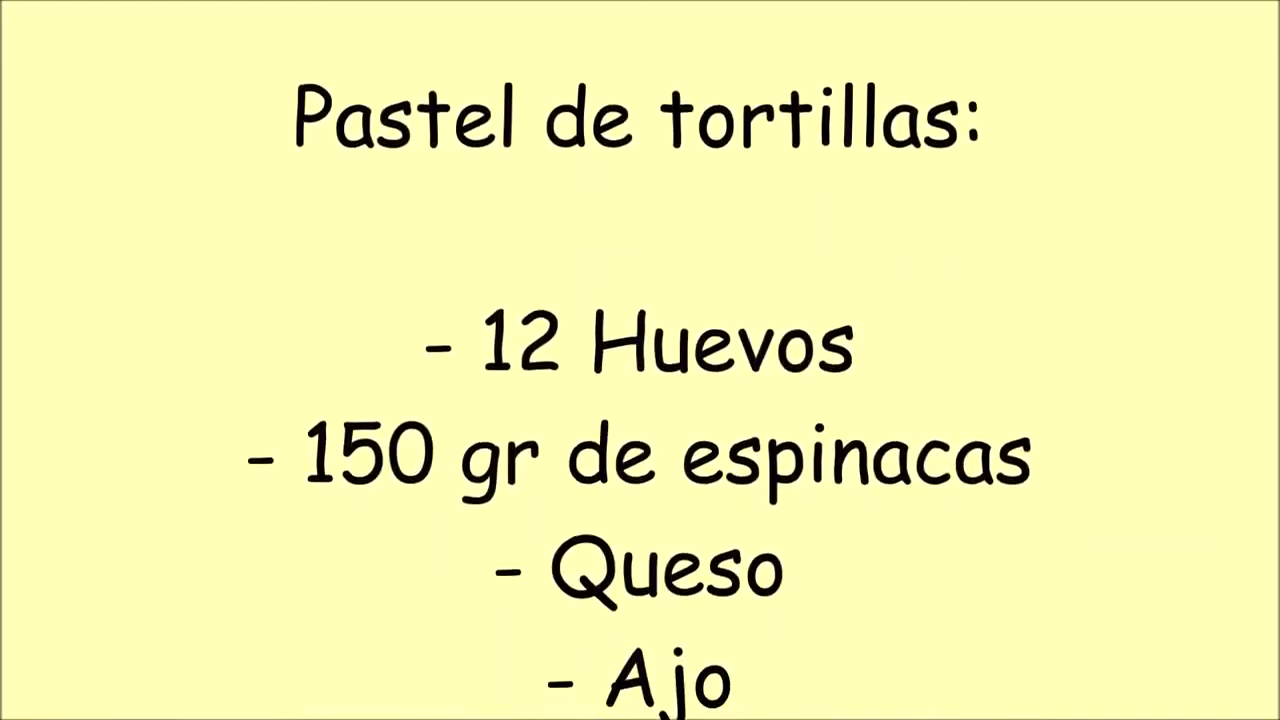 Pastel de tortillas:
- 12 Huevos
- 150 gr de espinacas
- Queso
- Ajo